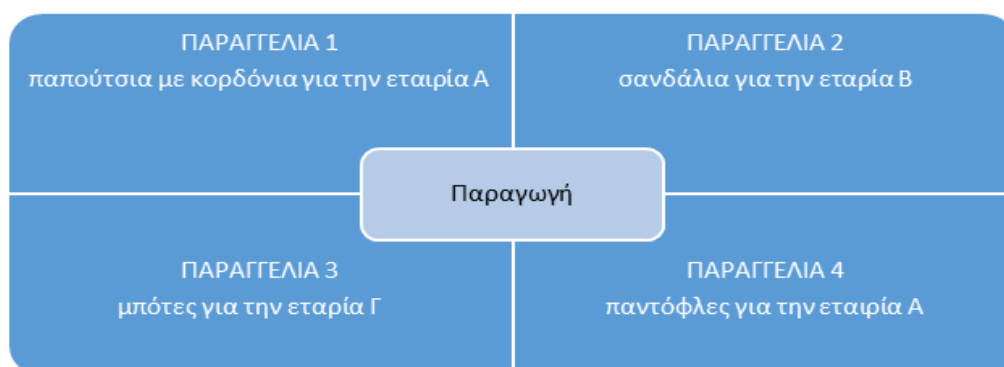 ΠΑΡΑΓΓΕΛΙΑ 1
παπούτσια με κορδόνια για την εταιρία Α
ΠΑΡΑΓΓΕΛΙΑ 2
σανδάλια για την εταρία Β
Παραγωγή
ΠΑΡΑΓΓΕΛΙΑ 3
μπότες για την εταρία Γ
ΠΑΡΑΓΓΕΛΙΑ 4
παντόφλες για την εταιρία Α